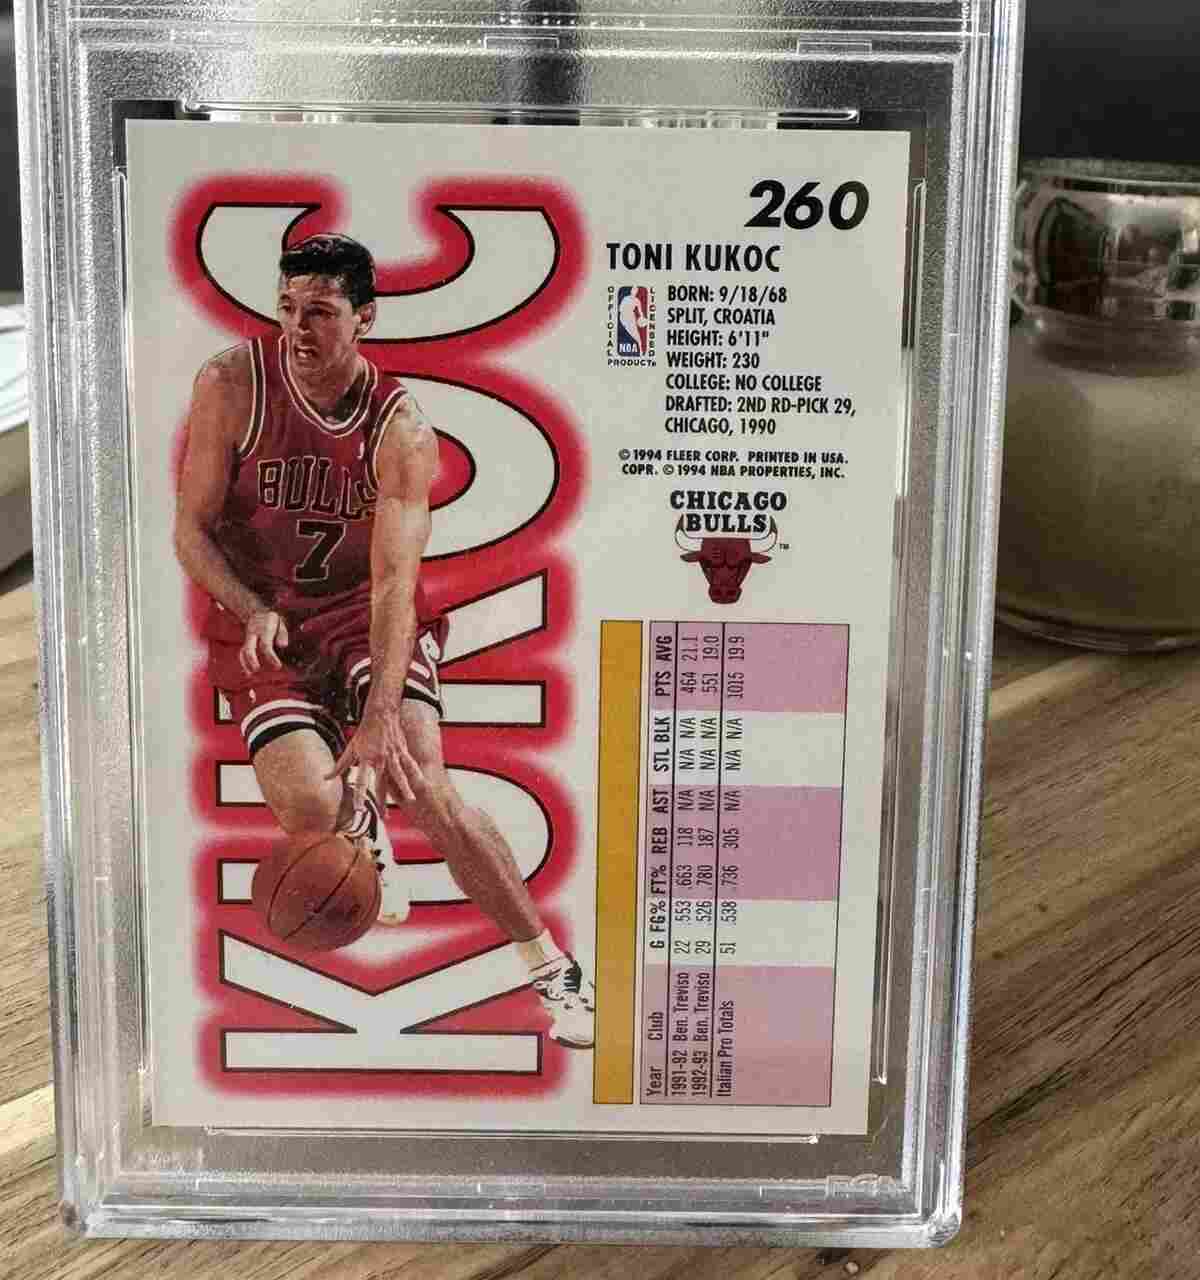 260
TONI KUKOC
OFFICIAL LICENSED
NBA
PRODUCT
BORN: 9/18/68
SPLIT, CROATIA
HEIGHT: 6'11"
WEIGHT: 230
COLLEGE: NO COLLEGE
DRAFTED: 2ND RD-PICK 29,
CHICAGO, 1990
©1994 FLEER CORP. PRINTED IN USA.
COPR. ©1994 NBA PROPERTIES, INC.
CHICAGO
BULLS
TM
KUKOC
BULLS
7
Year Club G FG% FT% REB AST STL BLK PTS AVG
1991-92 Ben. Treviso 22 .553 .663 118 N/A N/A N/A 464 21.1
1992-93 Ben. Treviso 29 .526 .780 187 N/A N/A N/A 551 19.0
Italian Pro Totals 51 .538 .736 305 N/A N/A N/A 1015 19.9